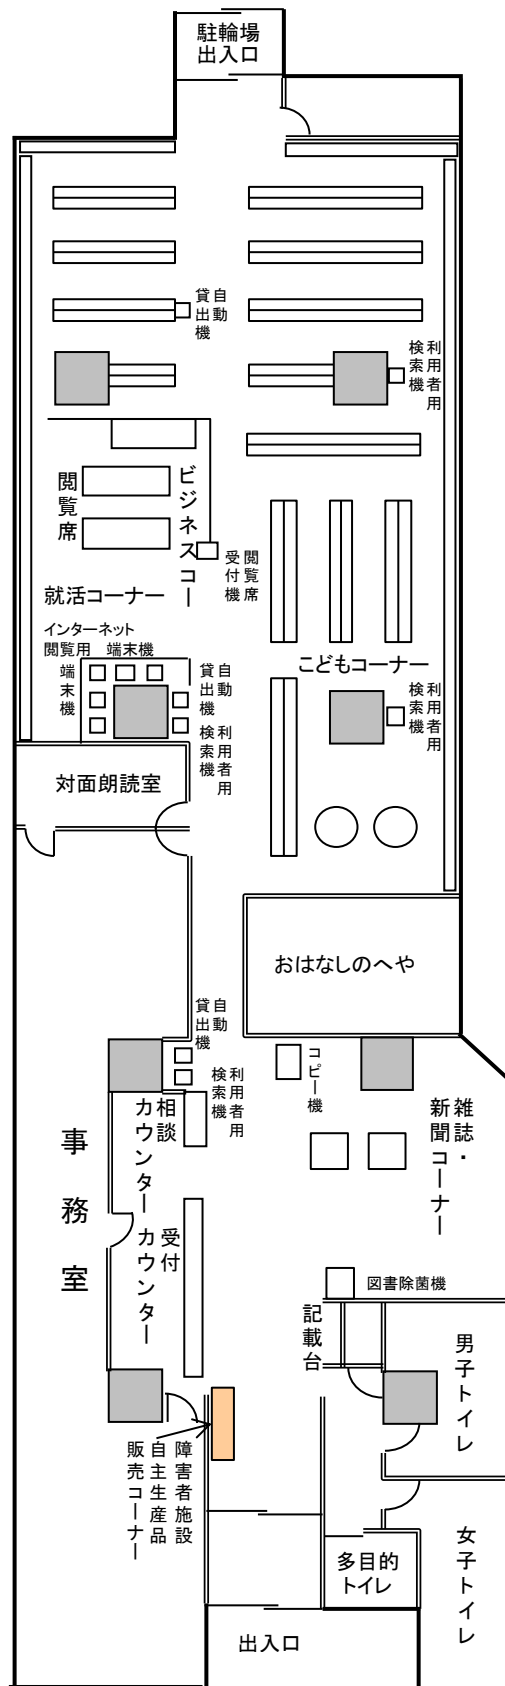 駐輪場
出入口
自動
貸出機
利用者用
検索機
閲覧席
ビジネスコー
閲覧席
受付機
就活コーナー
インターネット
閲覧用 端末機
端末機
自動
貸出機
利用者用
検索機
こどもコーナー
利用者用
検索機
対面朗読室
おはなしのへや
自動
貸出機
利用者用
検索機
コピー機
雑誌・
新聞コーナー
相談
カウンター
事務室
受付
カウンター
図書除菌機
記載台
男子トイレ
障害者施設
自主生産品
販売コーナー
女子トイレ
多目的
トイレ
出入口